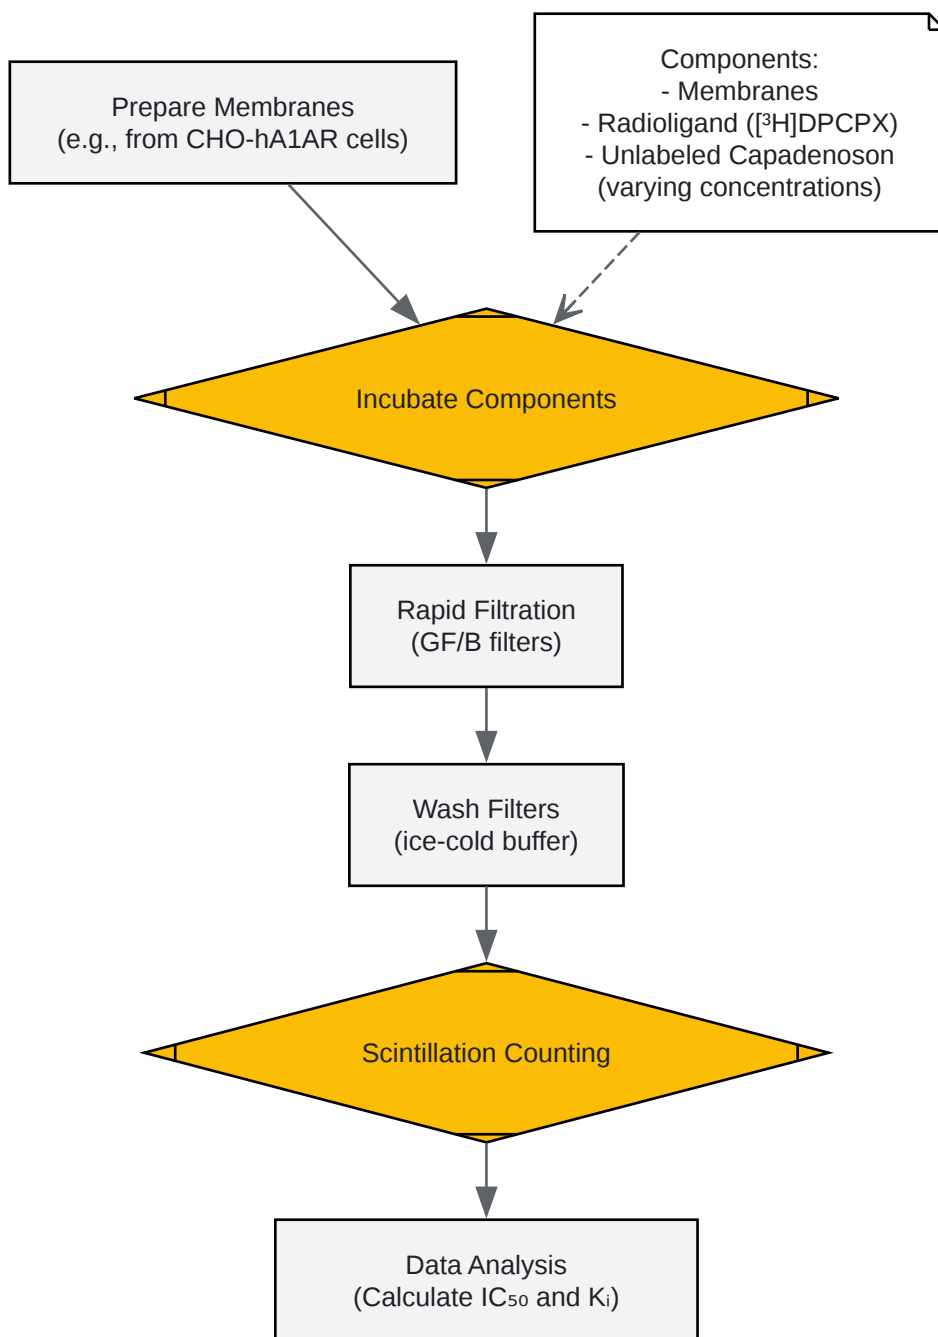 Prepare Membranes
(e.g., from CHO-hA1AR cells)
Components:
- Membranes
- Radioligand ([³H]DPCPX)
- Unlabeled Capadenoson
(varying concentrations)
Incubate Components
Rapid Filtration
(GF/B filters)
Wash Filters
(ice-cold buffer)
Scintillation Counting
Data Analysis
(Calculate IC₅₀ and Kᵢ)